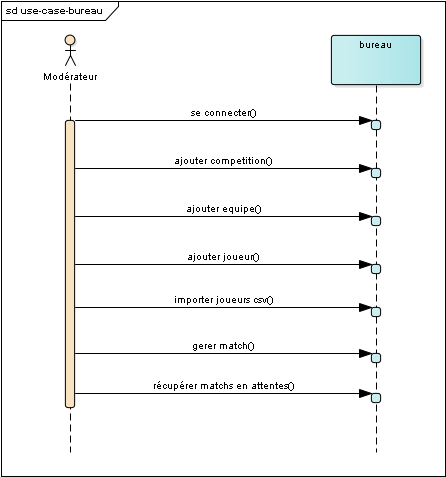 sd use-case-bureau
Modérateur
bureau
se connecter()
ajouter competition()
ajouter equipe()
ajouter joueur()
importer joueurs csv()
gerer match()
récupérer matchs en attentes()